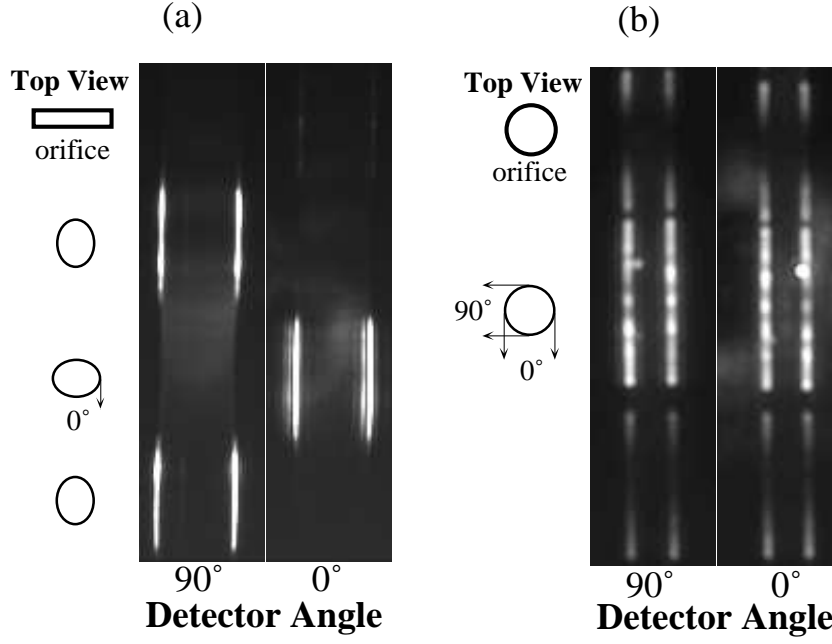 (a)
Top View
orifice
0°
90°
0°
Detector Angle
(b)
Top View
orifice
90°
0°
90°
0°
Detector Angle